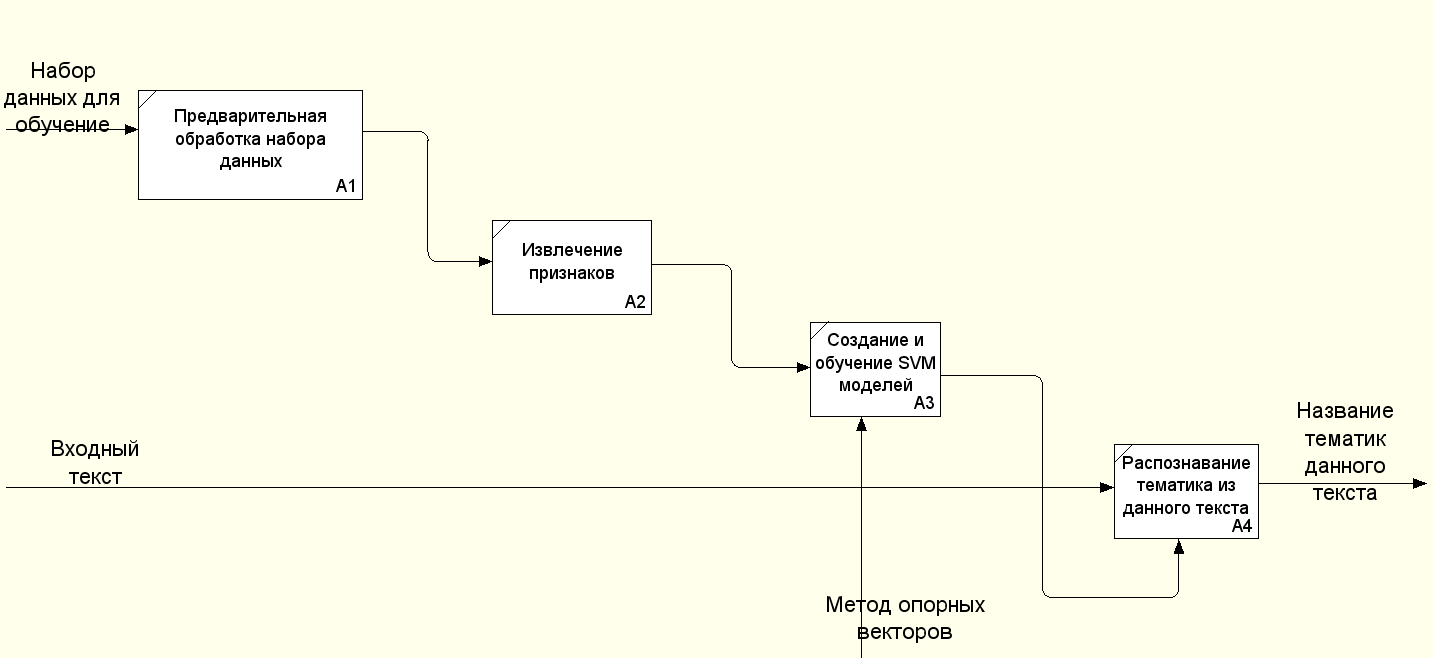 Набор
данных для
обучение
Предварительная
обработка набора
данных
A1
Извлечение
признаков
A2
Создание и
обучение SVM
моделей
A3
Входный
текст
Распознавание
тематика из
данного текста
A4
Название
тематик
данного
текста
Метод опорных
векторов